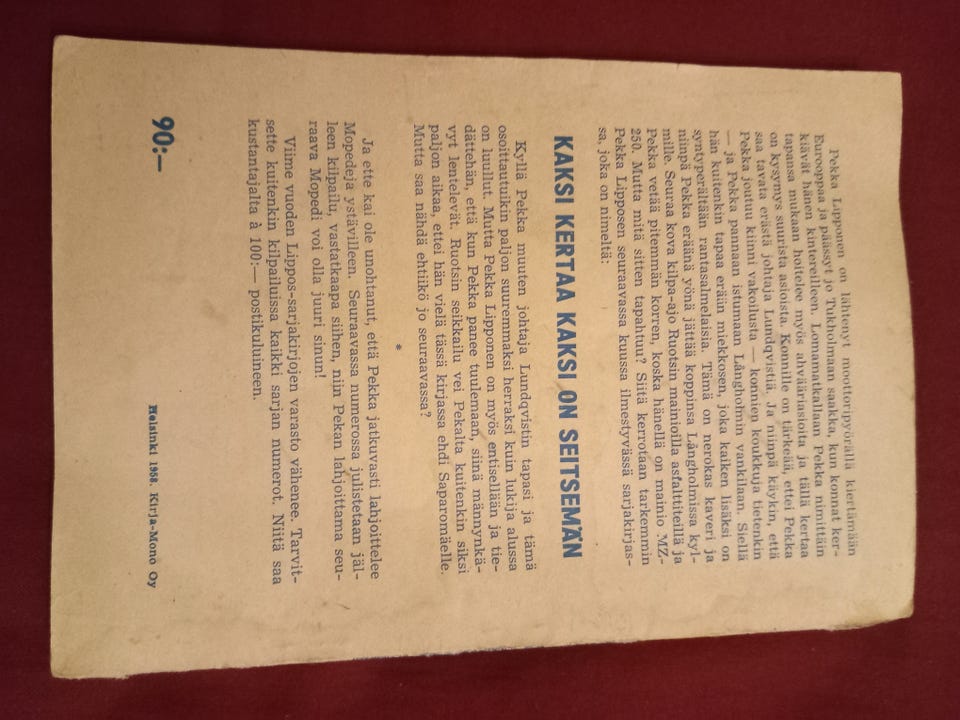 Pekka Lipponen on lähtenyt moottoripyörällä kiertämään
Eurooppaa ja päässyt jo Tukholmaan saakka, kun konnat ker-
kiävät hänen kintereilleen. Lomamatkallaan Pekka nimittäin
tapansa mukaan hoitelee myös ahvääriasioita ja tällä kertaa
on kysymys suurista asioista. Konnille on tärkeää, ettei Pekka
saa tavata erästä johtaja Lundqvistiä. Ja niinpä käykin, että
Pekka joutuu kiinni vakoilusta — konnien koukkuja tietenkin
— ja Pekka pannaan istumaan Långholmin vankilaan. Siellä
hän kuitenkin tapaa erään miekkosen, joka kaiken lisäksi on
syntyperältään rantasalmelaisia. Tämä on nerokas kaveri ja
niinpä Pekka eräänä yönä jättää koppinsa Långholmissa kyl-
mille. Seuraa kova kilpa-ajo Ruotsin mainioilla asfalttiteillä ja
Pekka vetää pitemmän korren, koska hänellä on mainio MZ-
250. Mutta mitä sitten tapahtuu? Siitä kerrotaan tarkemmin
Pekka Lipposen seuraavassa kuussa ilmestyvässä sarjakirjas-
sa, joka on nimeltä:
KAKSI KERTAA KAKSI ON SEITSEMÄN
Kyllä Pekka muuten johtaja Lundqvistin tapasi ja tämä
osoittautuikin paljon suuremmaksi herraksi kuin lukija alussa
on luullut. Mutta Pekka Lipponen on myös entisellään ja tie-
dättehän, että kun Pekka panee tuulemaan, siinä männynkä-
vyt lentelevät. Ruotsin seikkailu vei Pekalta kuitenkin siksi
paljon aikaa, ettei hän vielä tässä kirjassa ehdi Saparomäelle.
Mutta saa nähdä ehtiikö jo seuraavassa?
*
Ja ette kai ole unohtanut, että Pekka jatkuvasti lahjoittelee
Mopedeja ystävilleen. Seuraavassa numerossa julistetaan jäl-
leen kilpailu, vastatkaapa siihen, niin Pekan lahjoittama seu-
raava Mopedi voi olla juuri sinun!
Viime vuoden Lippos-sarjakirjojen varasto vähenee. Tarvit-
sette kuitenkin kilpailuissa kaikki sarjan numerot. Niitä saa
kustantajalta à 100:— postikuluineen.
90:—
Helsinki 1958. Kirja-Mono Oy